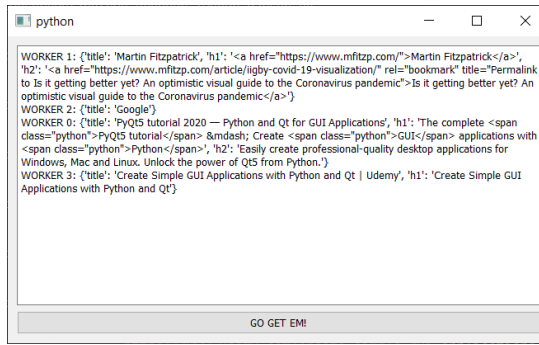 python
WORKER 1: {'title': 'Martin Fitzpatrick', 'h1': '<a href="https://www.mfitzp.com/">Martin Fitzpatrick</a>',
'h2': '<a href="https://www.mfitzp.com/article/iigby-covid-19-visualization/" rel="bookmark" title="Permalink
to Is it getting better yet? An optimistic visual guide to the Coronavirus pandemic">Is it getting better yet? An
optimistic visual guide to the Coronavirus pandemic</a>'}
WORKER 2: {'title': 'Google'}
WORKER 0: {'title': 'PyQt5 tutorial 2020 — Python and Qt for GUI Applications', 'h1': 'The complete <span
class="python">PyQt5 tutorial</span> &mdash; Create <span class="python">GUI</span> applications with
<span class="python">Python</span>', 'h2': 'Easily create professional-quality desktop applications for
Windows, Mac and Linux. Unlock the power of Qt5 from Python.'}
WORKER 3: {'title': 'Create Simple GUI Applications with Python and Qt | Udemy', 'h1': 'Create Simple GUI
Applications with Python and Qt'}
GO GET EM!